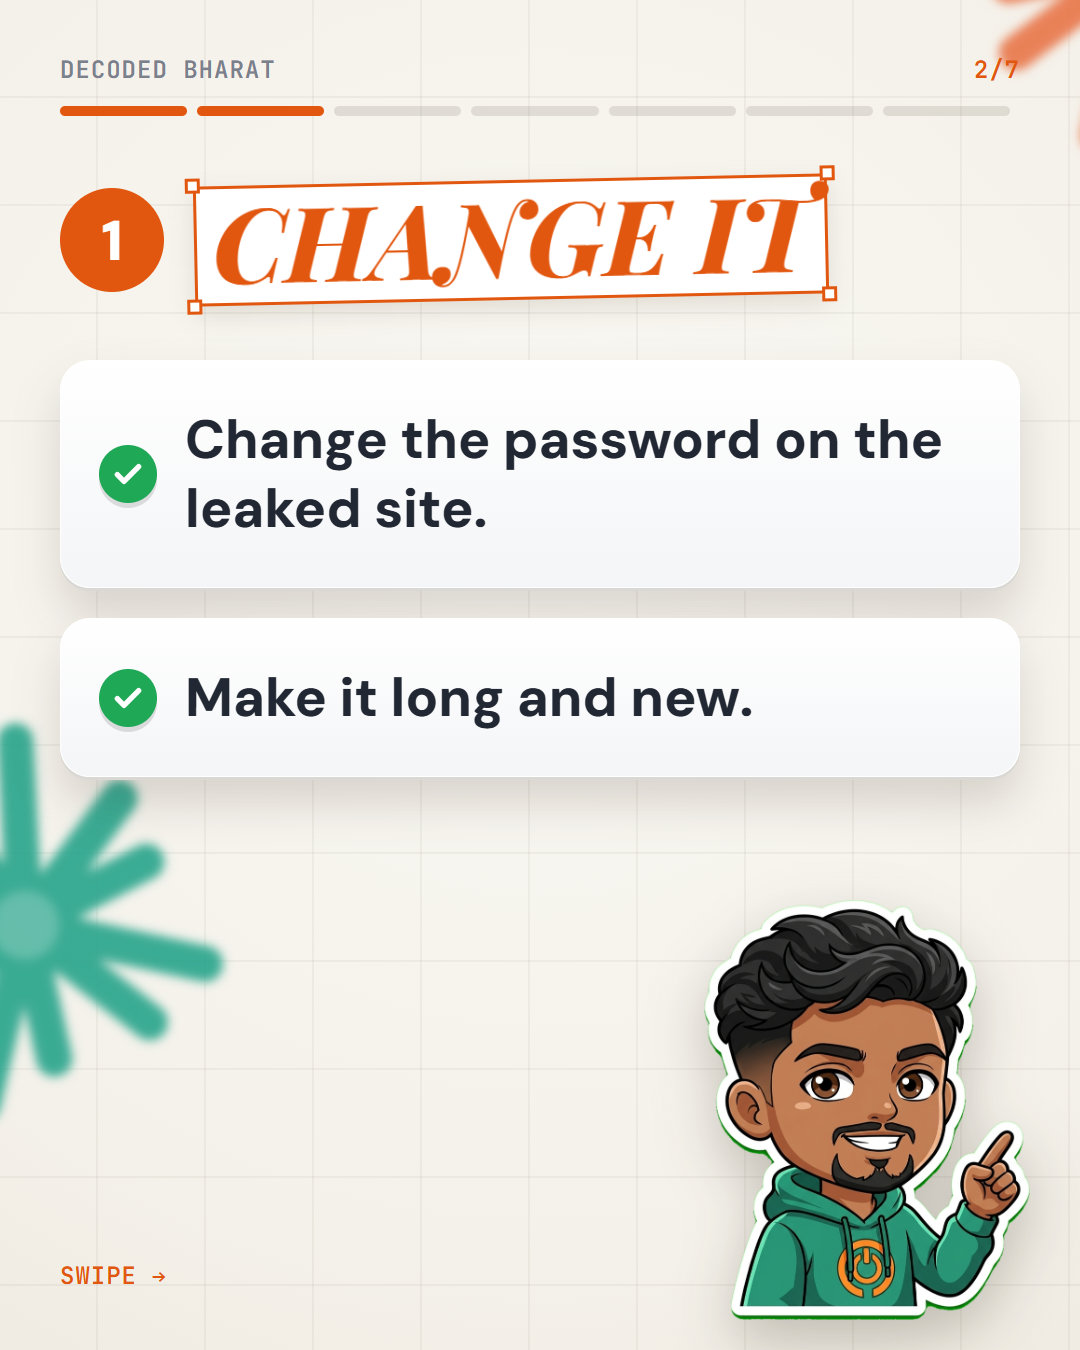 DECODED BHARAT
2/7
1
CHANGE IT
Change the password on the
leaked site.
Make it long and new.
SWIPE →